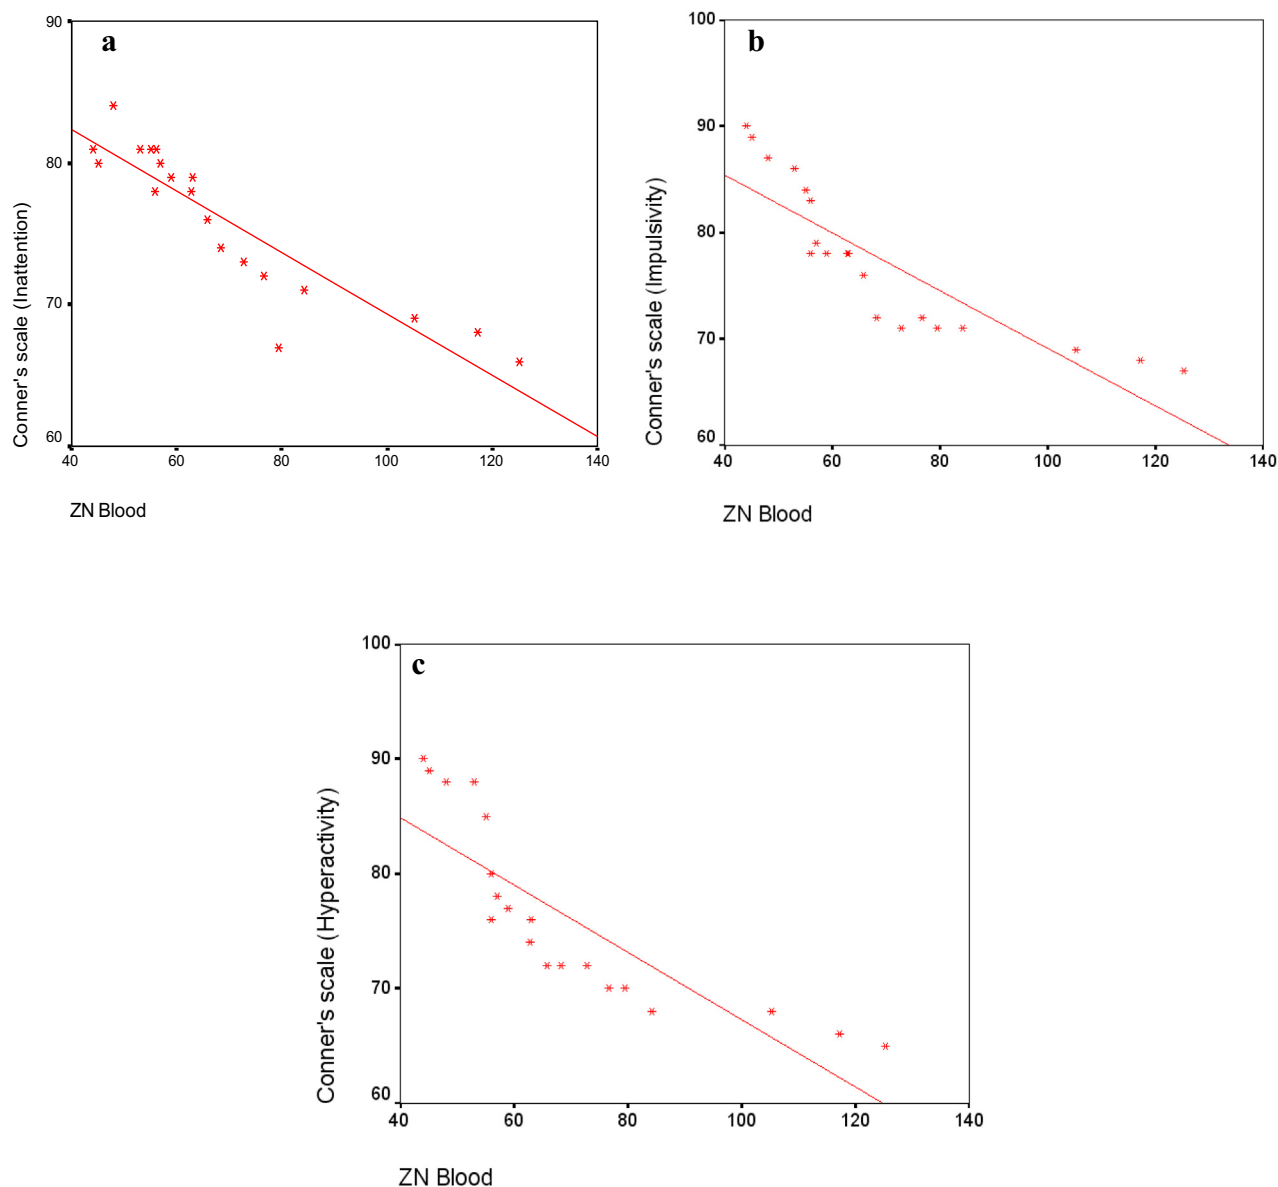 a
90
80
70
60
40 60 80 100 120 140
Conner's scale (Inattention)
ZN Blood
b
100
90
80
70
60
40 60 80 100 120 140
Conner's scale (Impulsivity)
ZN Blood
c
100
90
80
70
60
40 60 80 100 120 140
Conner's scale (Hyperactivity)
ZN Blood